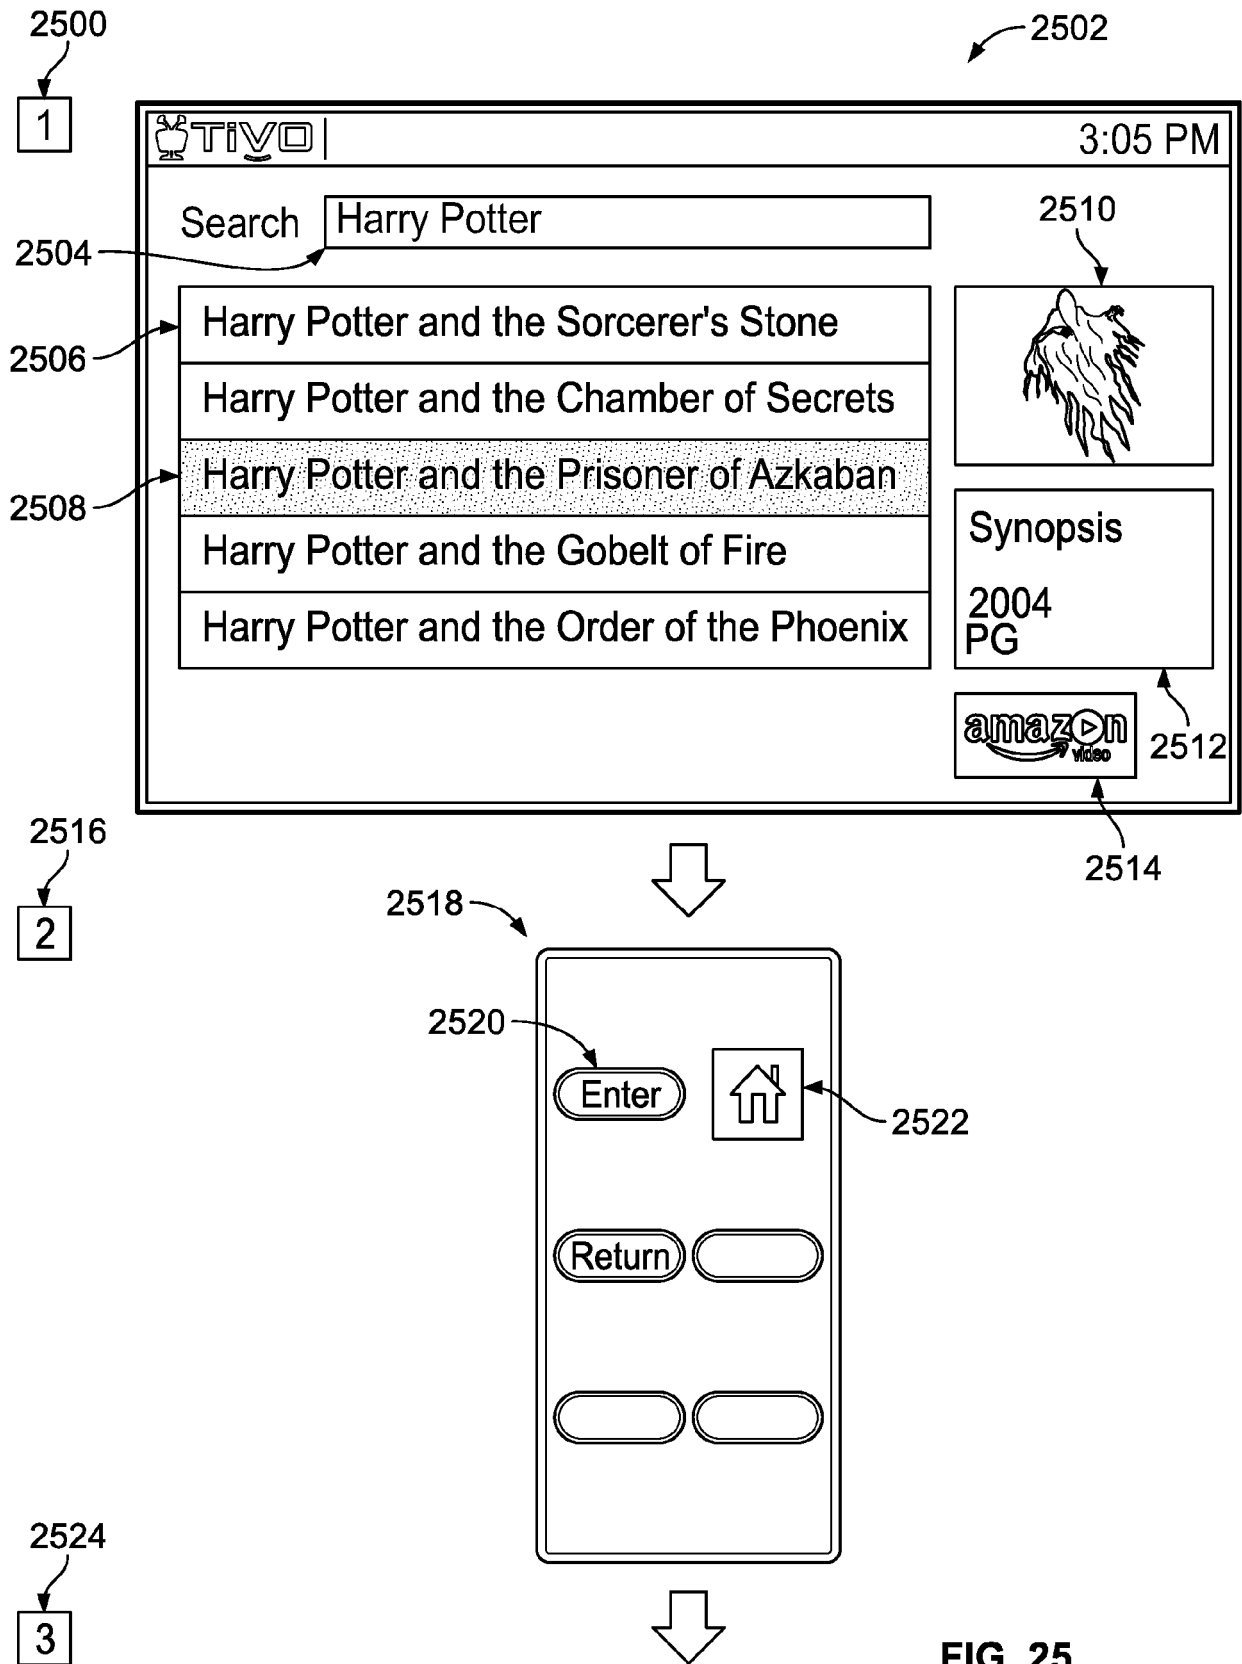 2500
2502
1
TiVO
3:05 PM
Search
Harry Potter
2510
2504
Harry Potter and the Sorcerer's Stone
2506
Harry Potter and the Chamber of Secrets
Harry Potter and the Prisoner of Azkaban
2508
Synopsis
Harry Potter and the Gobelt of Fire
2004
PG
Harry Potter and the Order of the Phoenix
amazon
video
2512
2516
2514
2
2518
2520
Enter
2522
Return
2524
3
FIG. 25